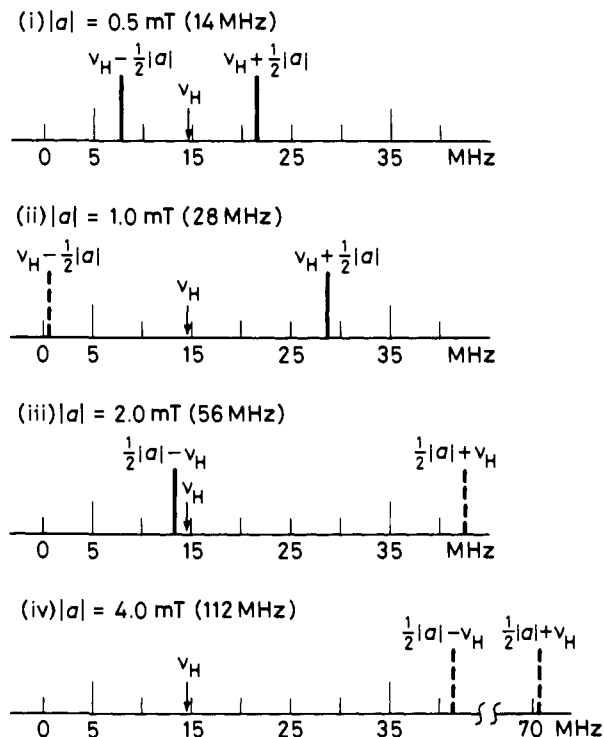 (i) |a| = 0.5 mT (14 MHz)
ν_H − ½|a| ν_H + ½|a|
ν_H
0 5 15 25 35 MHz
(ii) |a| = 1.0 mT (28 MHz)
ν_H − ½|a| ν_H + ½|a|
ν_H
0 5 15 25 35 MHz
(iii) |a| = 2.0 mT (56 MHz)
½|a| − ν_H ½|a| + ν_H
ν_H
0 5 15 25 35 MHz
(iv) |a| = 4.0 mT (112 MHz)
½|a| − ν_H ½|a| + ν_H
ν_H
0 5 15 25 35 70 MHz